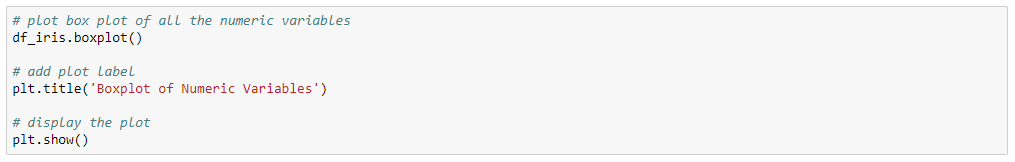 # plot box plot of all the numeric variables
df_iris.boxplot()
# add plot label
plt.title('Boxplot of Numeric Variables')
# display the plot
plt.show()